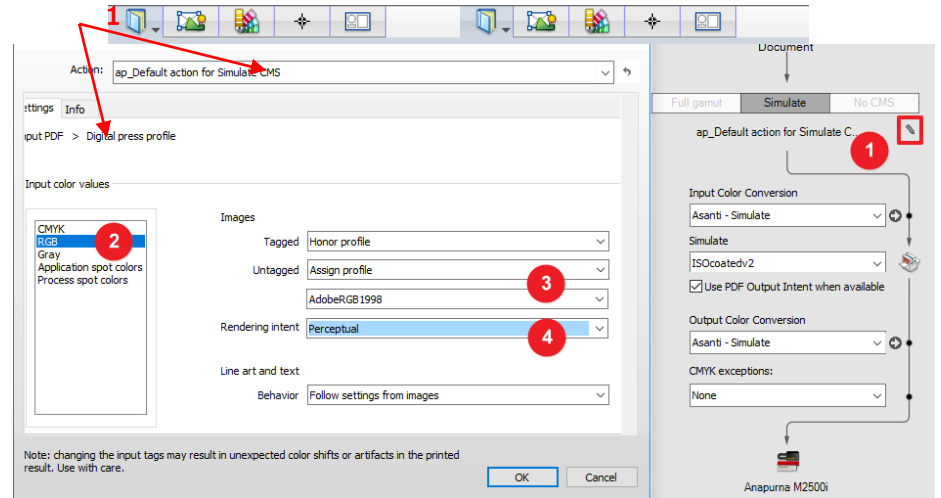 1
Action: ap_Default action for Simulate CMS
ettings Info
nput PDF > Digital press profile
Input color values
CMYK
RGB
Gray
Application spot colors
Process spot colors
2
Images
Tagged Honor profile
Untagged Assign profile
3
AdobeRGB1998
Rendering intent Perceptual
4
Line art and text
Behavior Follow settings from images
Note: changing the input tags may result in unexpected color shifts or artifacts in the printed
result. Use with care.
OK Cancel
Document
Full gamut Simulate No CMS
ap_Default action for Simulate C...
1
Input Color Conversion
Asanti - Simulate
Simulate
ISOcoatedv2
Use PDF Output Intent when available
Output Color Conversion
Asanti - Simulate
CMYK exceptions:
None
Anapurna M2500i